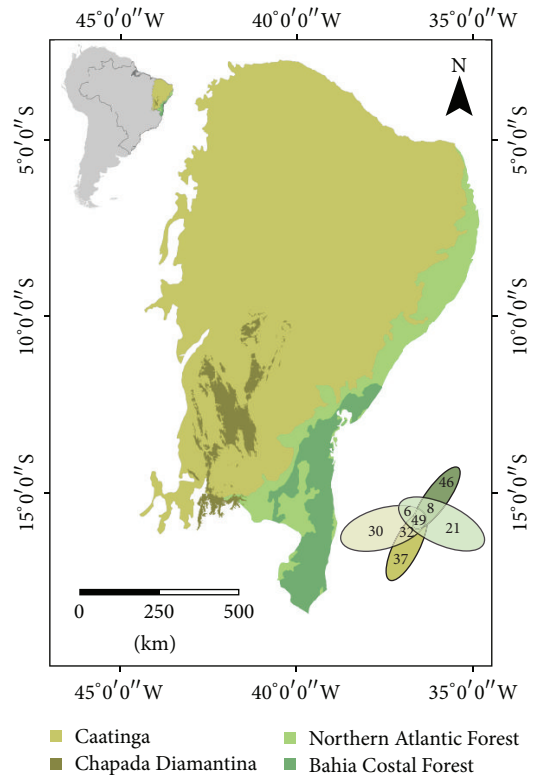 45°0′0″W 40°0′0″W 35°0′0″W
N
5°0′0″S 5°0′0″S
10°0′0″S 10°0′0″S
15°0′0″S 15°0′0″S
46
6 8
49
30 21
32
37
0 250 500
(km)
45°0′0″W 40°0′0″W 35°0′0″W
Caatinga Northern Atlantic Forest
Chapada Diamantina Bahia Costal Forest